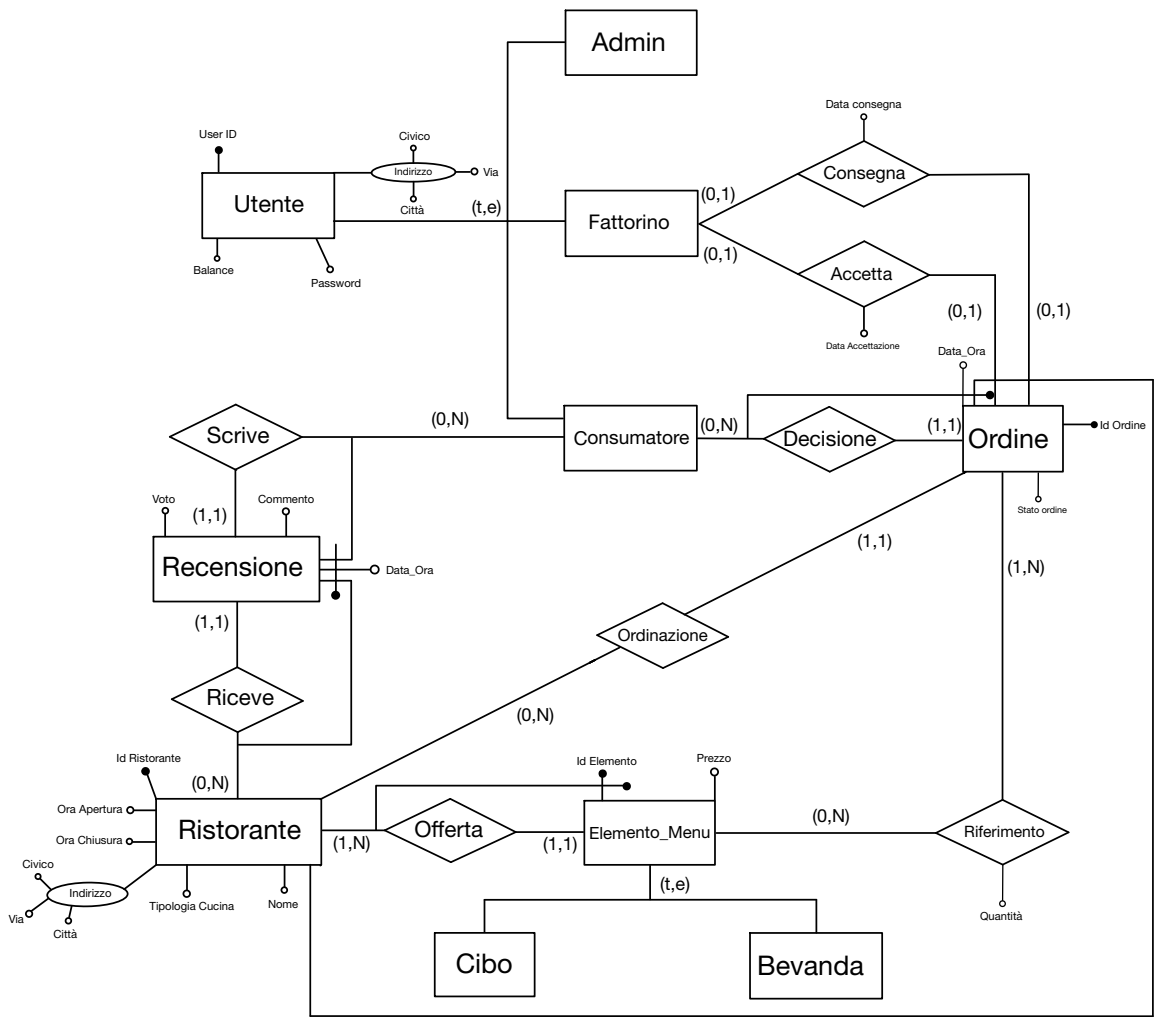 Admin
Data consegna
User ID
Civico
Indirizzo
Via
Città
Utente
(t,e)
Balance
Password
Fattorino
(0,1)
(0,1)
Consegna
Accetta
Data Accettazione
(0,1)
(0,1)
Data_Ora
Scrive
(0,N)
Consumatore
(0,N)
Decisione
(1,1)
Ordine
Id Ordine
Stato ordine
Voto
Commento
(1,1)
Recensione
Data_Ora
(1,1)
(1,1)
(1,N)
Ordinazione
Riceve
(0,N)
(0,N)
Id Ristorante
Ora Apertura
Ora Chiusura
Ristorante
Civico
Indirizzo
Via
Città
Tipologia Cucina
Nome
(1,N)
Offerta
(1,1)
Id Elemento
Prezzo
Elemento_Menu
(0,N)
Riferimento
Quantità
(t,e)
Cibo
Bevanda